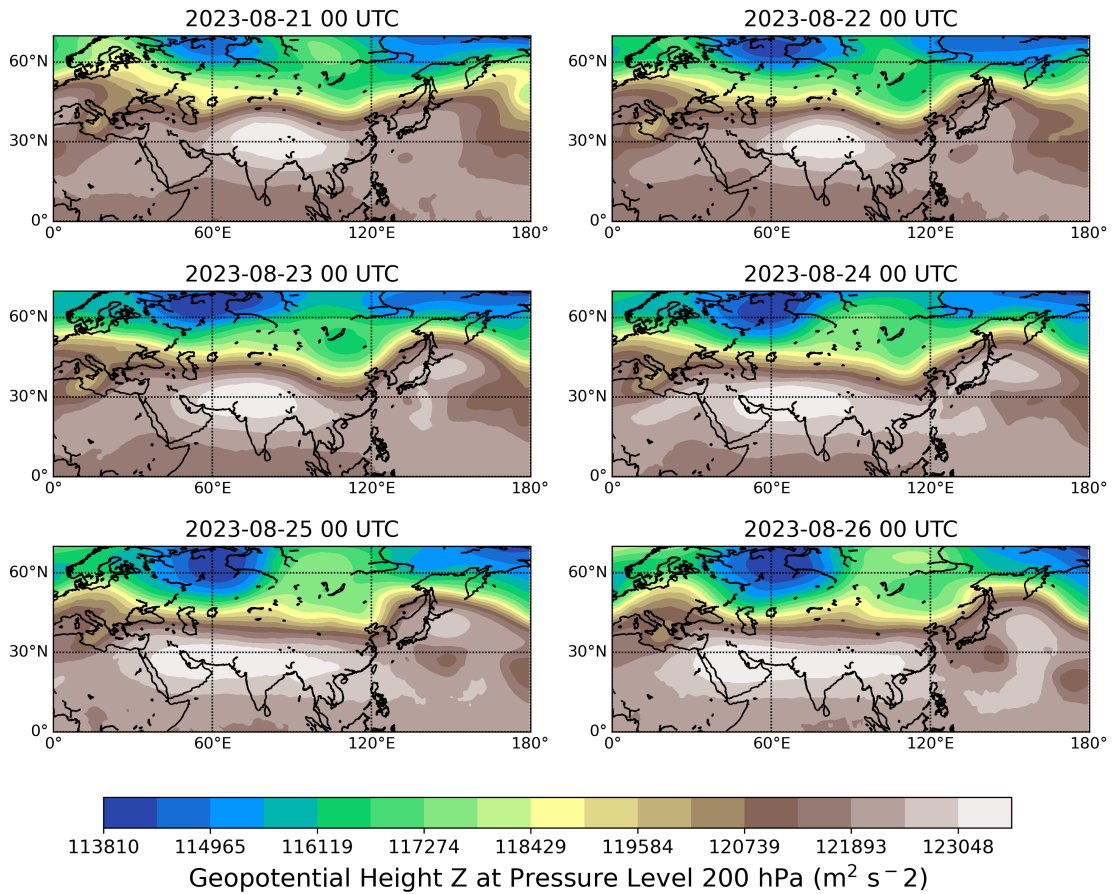 2023-08-21 00 UTC
2023-08-22 00 UTC
60°N
30°N
0°
0°
60°E
120°E
180°
60°N
30°N
0°
0°
60°E
120°E
180°
2023-08-23 00 UTC
2023-08-24 00 UTC
60°N
30°N
0°
0°
60°E
120°E
180°
60°N
30°N
0°
0°
60°E
120°E
180°
2023-08-25 00 UTC
2023-08-26 00 UTC
60°N
30°N
0°
0°
60°E
120°E
180°
60°N
30°N
0°
0°
60°E
120°E
180°
113810 114965 116119 117274 118429 119584 120739 121893 123048
Geopotential Height Z at Pressure Level 200 hPa (m² s⁻ ²)